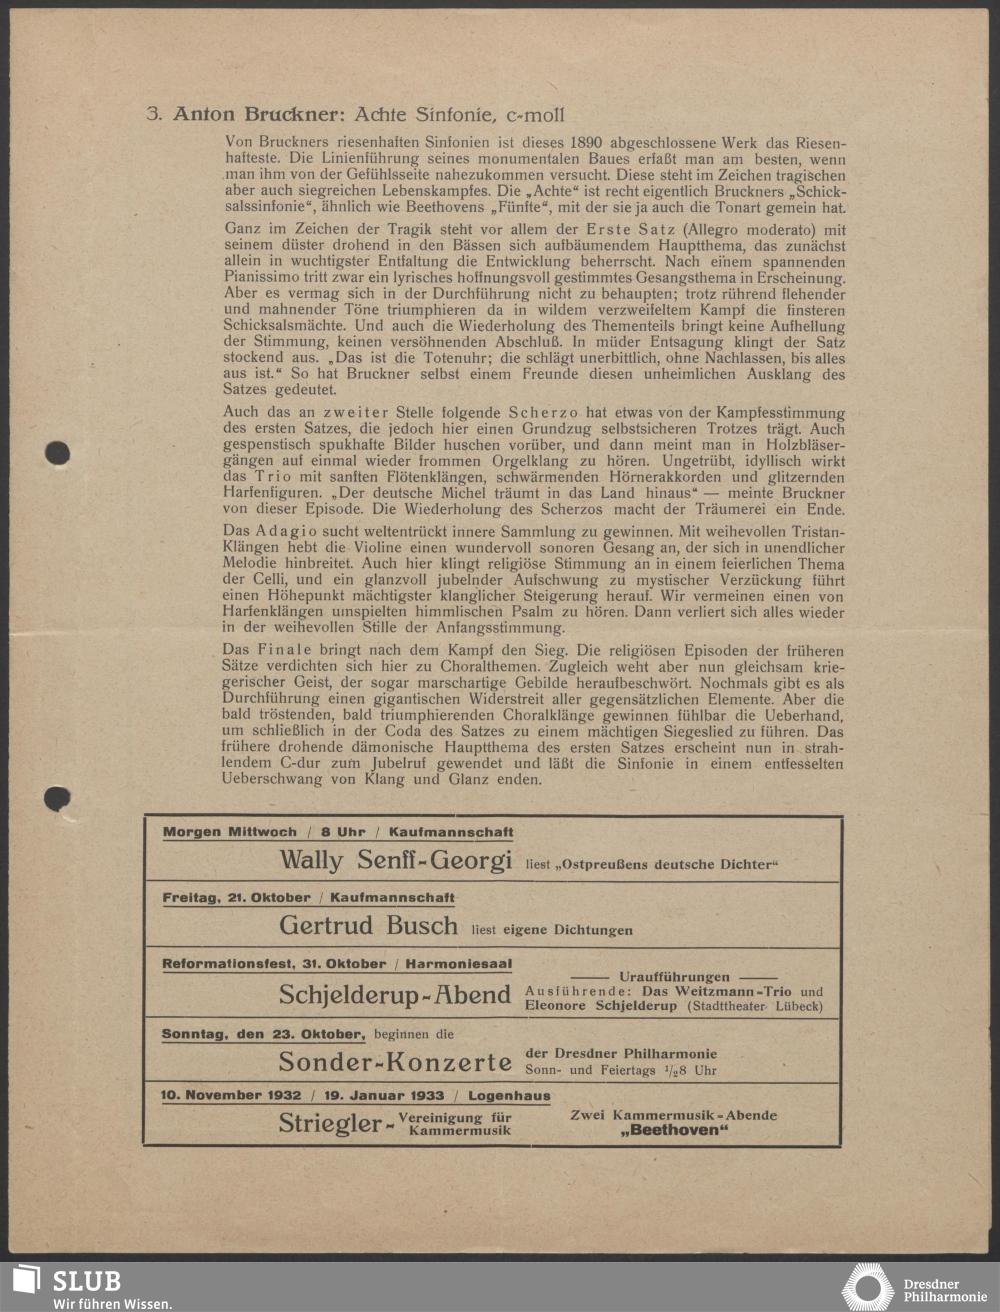 3. Anton Bruckner: Achte Sinfonie, c-moll
Von Bruckners riesenhaften Sinfonien ist dieses 1890 abgeschlossene Werk das Riesen-
hafteste. Die Linienführung seines monumentalen Baues erfaßt man am besten, wenn
man ihm von der Gefühlsseite nahezukommen versucht. Diese steht im Zeichen tragischen
aber auch siegreichen Lebenskampfes. Die „Achte“ ist recht eigentlich Bruckners „Schick-
salssinfonie“, ähnlich wie Beethovens „Fünfte“, mit der sie ja auch die Tonart gemein hat.
Ganz im Zeichen der Tragik steht vor allem der Erste Satz (Allegro moderato) mit
seinem düster drohend in den Bässen sich aufbäumendem Hauptthema, das zunächst
allein in wuchtigster Entfaltung die Entwicklung beherrscht. Nach einem spannenden
Pianissimo tritt zwar ein lyrisches hoffnungsvoll gestimmtes Gesangsthema in Erscheinung.
Aber es vermag sich in der Durchführung nicht zu behaupten; trotz rührend flehender
und mahnender Töne triumphieren da in wildem verzweifeltem Kampf die finsteren
Schicksalsmächte. Und auch die Wiederholung des Thementeils bringt keine Aufhellung
der Stimmung, keinen versöhnenden Abschluß. In müder Entsagung klingt der Satz
stockend aus. „Das ist die Totenuhr; die schlägt unerbittlich, ohne Nachlassen, bis alles
aus ist.“ So hat Bruckner selbst einem Freunde diesen unheimlichen Ausklang des
Satzes gedeutet.
Auch das an zweiter Stelle folgende Scherzo hat etwas von der Kampfesstimmung
des ersten Satzes, die jedoch hier einen Grundzug selbstsicheren Trotzes trägt. Auch
gespenstisch spukhafte Bilder huschen vorüber, und dann meint man in Holzbläser-
gängen auf einmal wieder frommen Orgelklang zu hören. Ungetrübt, idyllisch wirkt
das Trio mit sanften Flötenklängen, schwärmenden Hörnerakkorden und glitzernden
Harfenfiguren. „Der deutsche Michel träumt in das Land hinaus“ — meinte Bruckner
von dieser Episode. Die Wiederholung des Scherzos macht der Träumerei ein Ende.
Das Adagio sucht weltentrückt innere Sammlung zu gewinnen. Mit weihevollen Tristan-
Klängen hebt die Violine einen wundervoll sonoren Gesang an, der sich in unendlicher
Melodie hinbreitet. Auch hier klingt religiöse Stimmung an in einem feierlichen Thema
der Celli, und ein glanzvoll jubelnder Aufschwung zu mystischer Verzückung führt
einen Höhepunkt mächtigster klanglicher Steigerung herauf. Wir vermeinen einen von
Harfenklängen umspielten himmlischen Psalm zu hören. Dann verliert sich alles wieder
in der weihevollen Stille der Anfangsstimmung.
Das Finale bringt nach dem Kampf den Sieg. Die religiösen Episoden der früheren
Sätze verdichten sich hier zu Choralthemen. Zugleich weht aber nun gleichsam krie-
gerischer Geist, der sogar marschartige Gebilde heraufbeschwört. Nochmals gibt es als
Durchführung einen gigantischen Widerstreit aller gegensätzlichen Elemente. Aber die
bald tröstenden, bald triumphierenden Choralklänge gewinnen fühlbar die Ueberhand,
um schließlich in der Coda des Satzes zu einem mächtigen Siegeslied zu führen. Das
frühere drohende dämonische Hauptthema des ersten Satzes erscheint nun in strah-
lendem C-dur zum Jubelruf gewendet und läßt die Sinfonie in einem entfesselten
Ueberschwang von Klang und Glanz enden.
Morgen Mittwoch / 8 Uhr / Kaufmannschaft
Wally Senff-Georgi liest „Ostpreußens deutsche Dichter“
Freitag, 21. Oktober / Kaufmannschaft
Gertrud Busch liest eigene Dichtungen
Reformationsfest, 31. Oktober / Harmoniesaal
Schjelderup-Abend
Uraufführungen
Ausführende: Das Weitzmann-Trio und
Eleonore Schjelderup (Stadttheater Lübeck)
Sonntag, den 23. Oktober, beginnen die
Sonder-Konzerte
der Dresdner Philharmonie
Sonn- und Feiertags 1/28 Uhr
10. November 1932 / 19. Januar 1933 / Logenhaus
Striegler-
Vereinigung für
Kammermusik
Zwei Kammermusik-Abende
„Beethoven“
SLUB
Wir führen Wissen.
Dresdner
Philharmonie